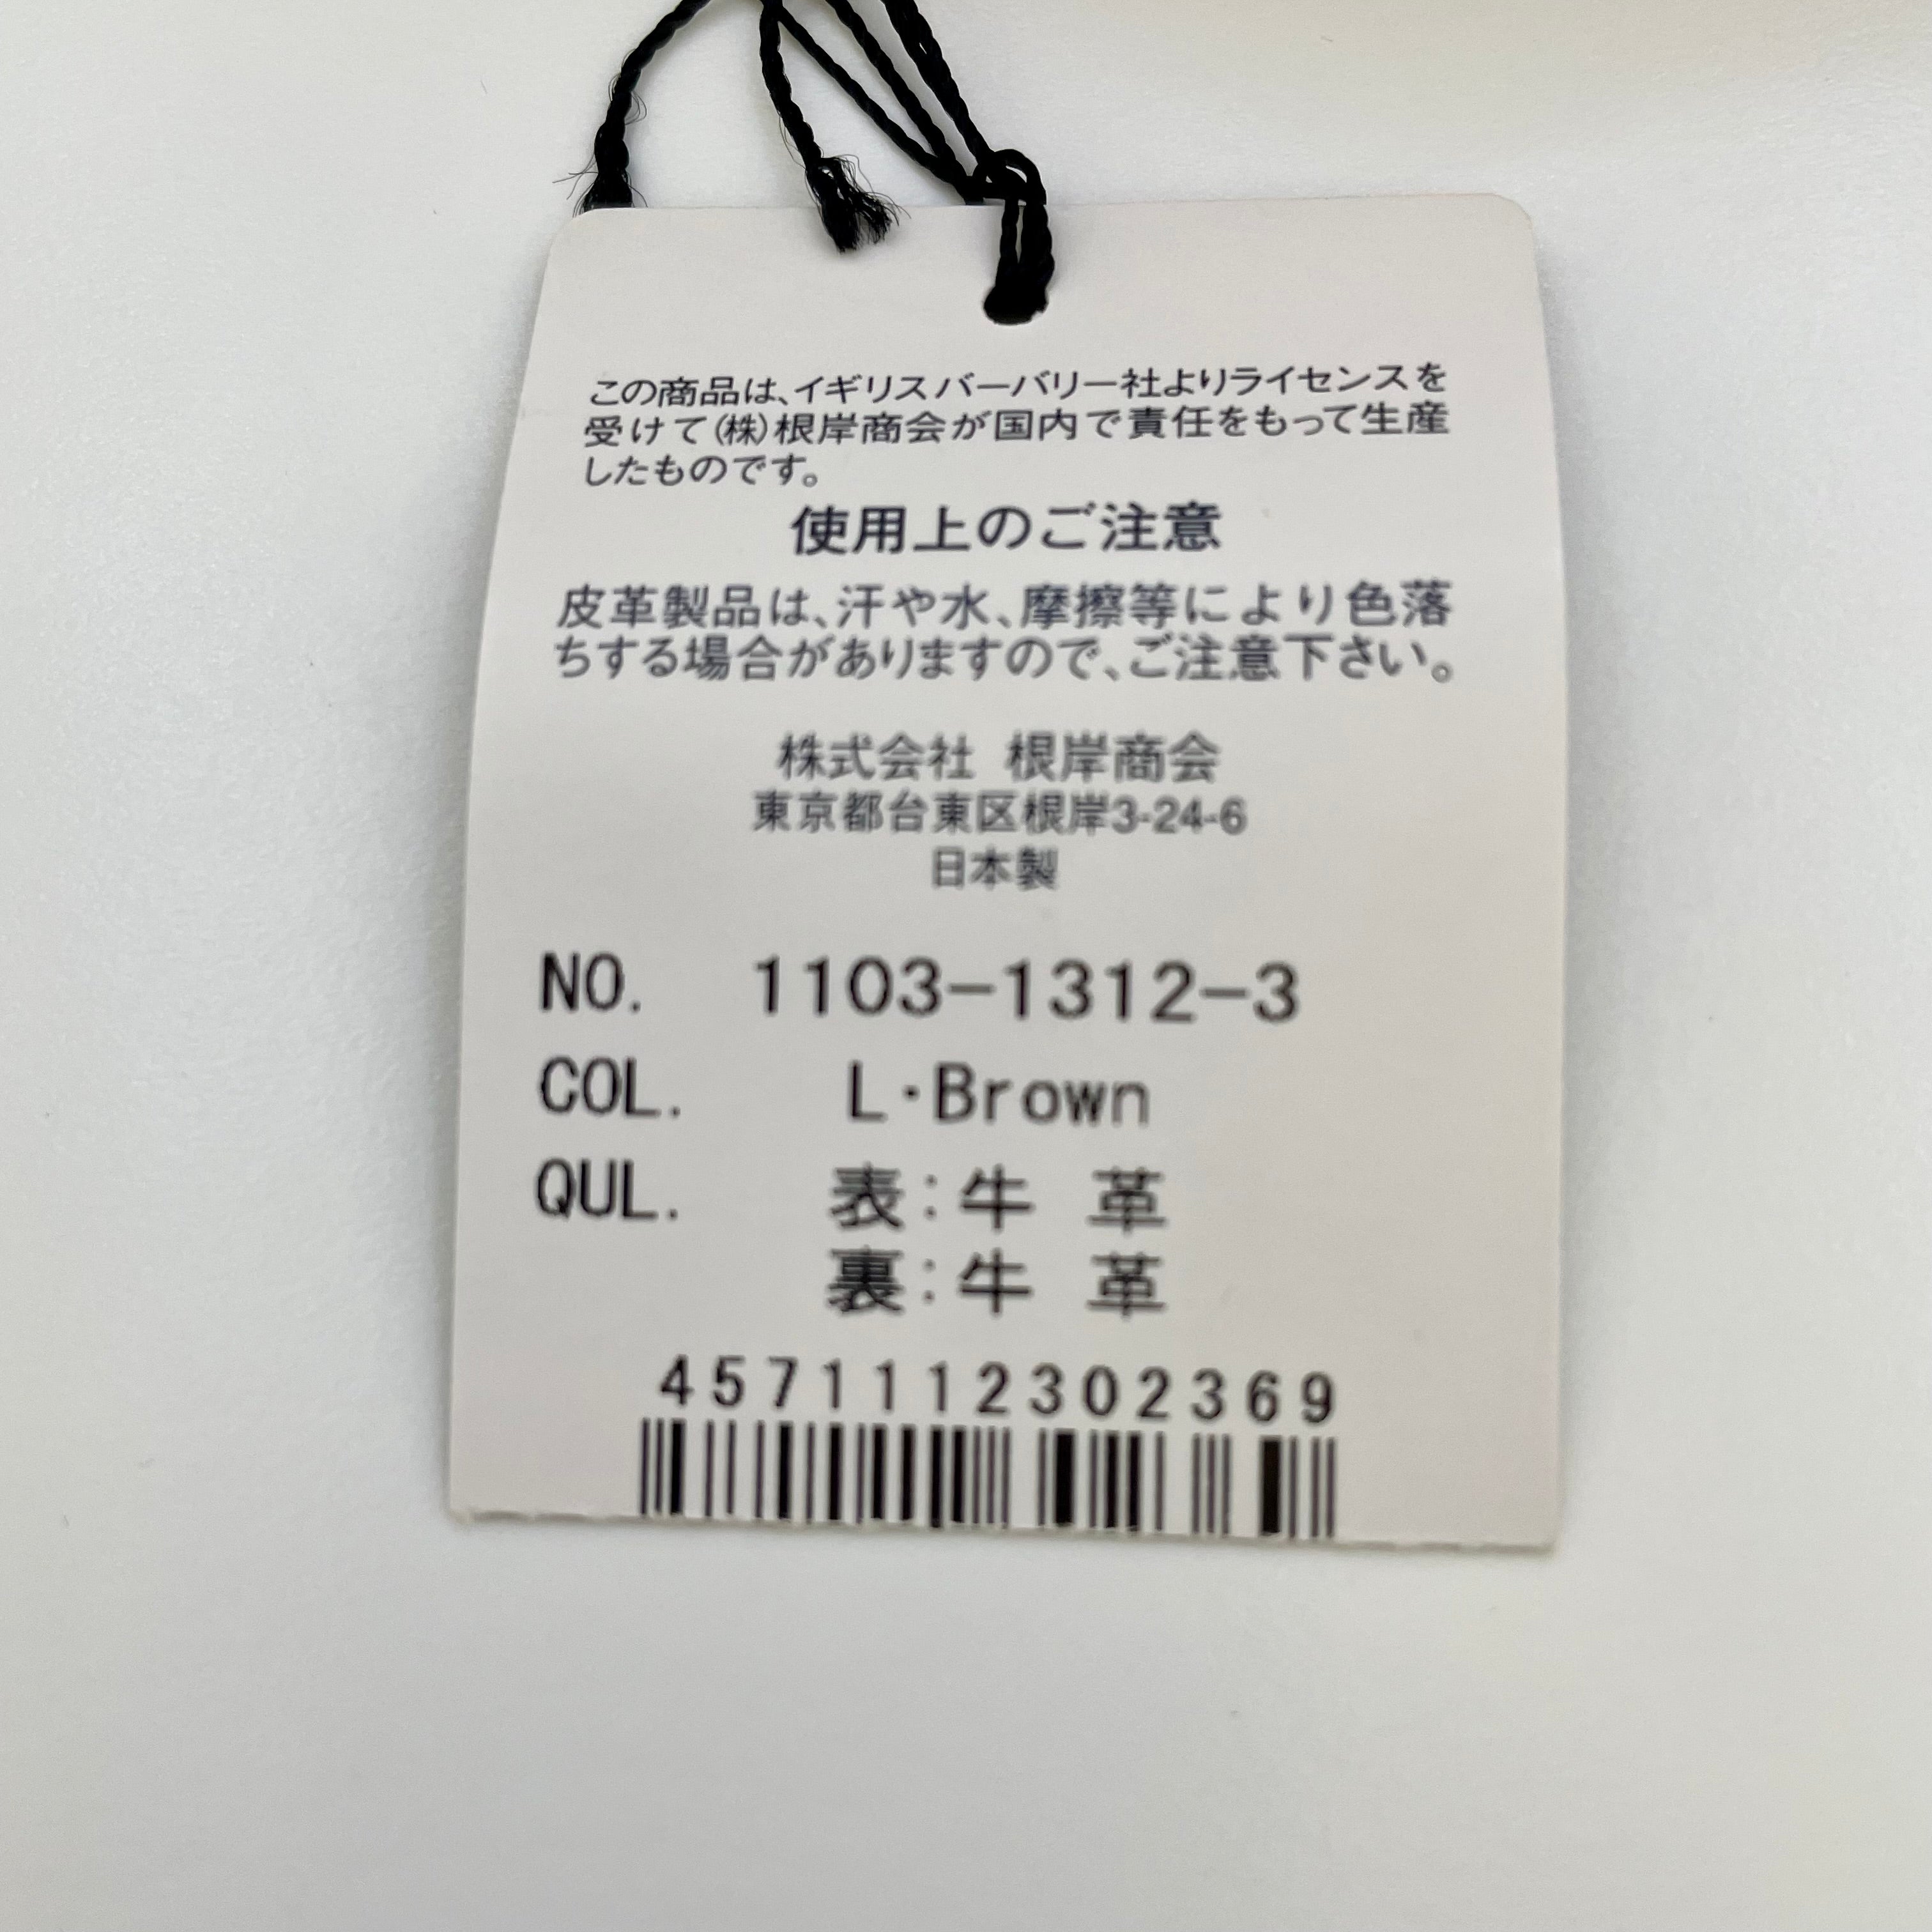 この商品は、イギリスバーバリー社よりライセンスを
受けて(株)根岸商会が国内で責任をもって生産
したものです。
使用上のご注意
皮革製品は、汗や水、摩擦等により色落
ちする場合がありますので、ご注意下さい。
株式会社 根岸商会
東京都台東区根岸3-24-6
日本製
NO. 1103-1312-3
COL. L·Brown
QUL. 表:牛 革
裏:牛 革
4571112302369